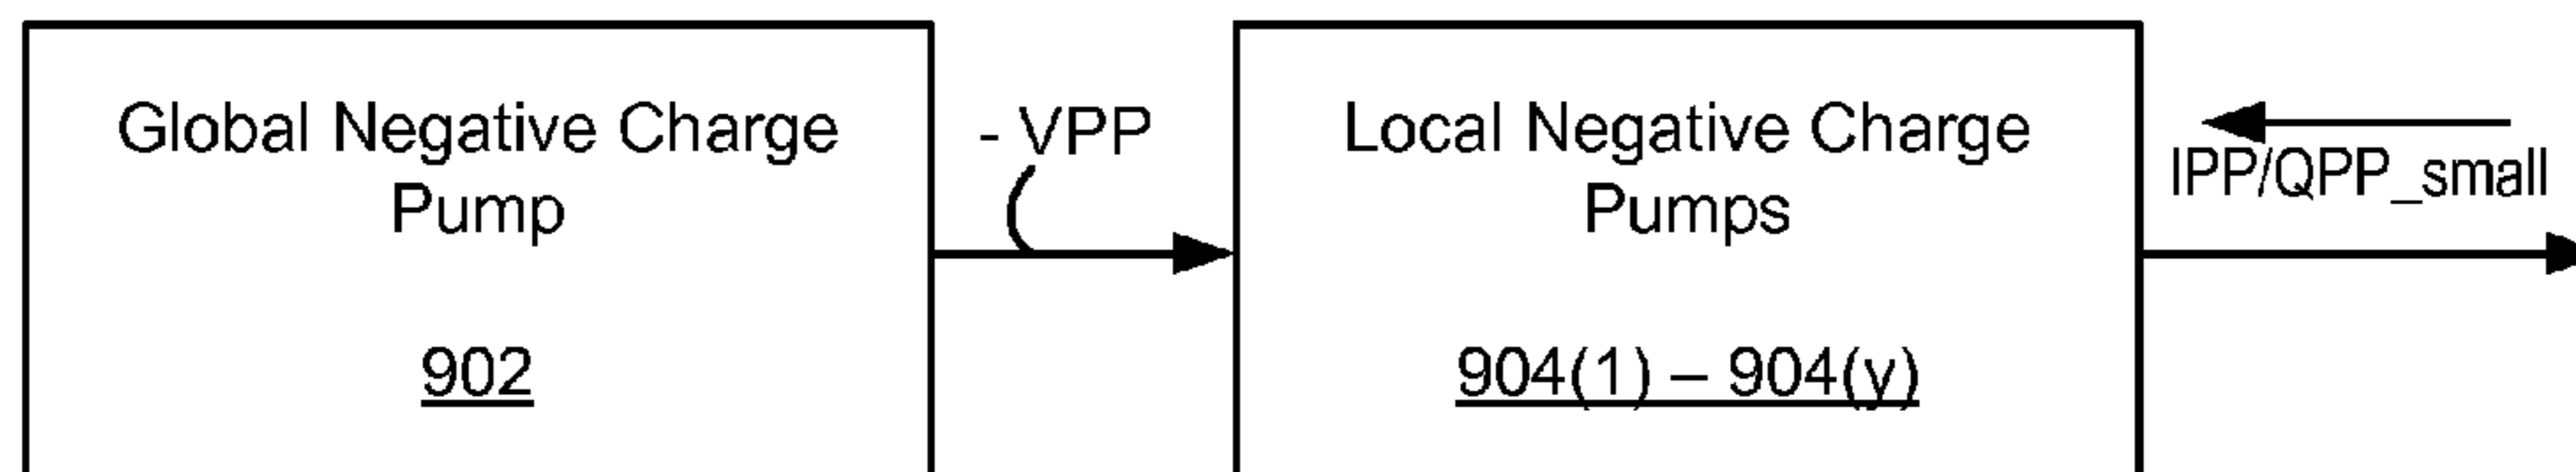 Global Negative Charge
Pump
902
- VPP
Local Negative Charge
Pumps
904(1) – 904(y)
IPP/QPP_small